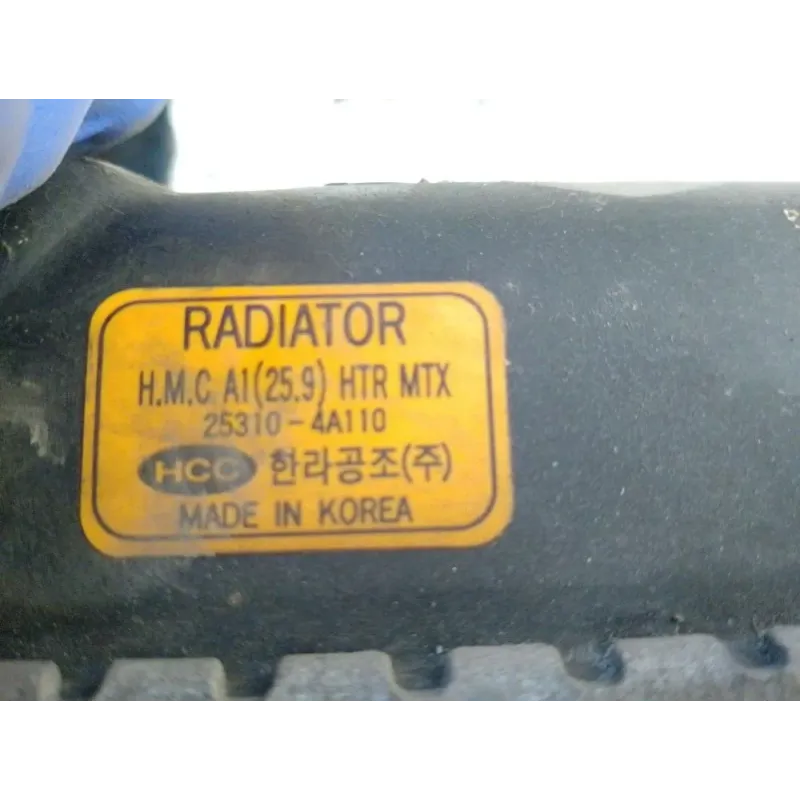 RADIATOR
H.M.C A1(25.9) HTR MTX
25310-4A110
HCC 한라공조(주)
MADE IN KOREA